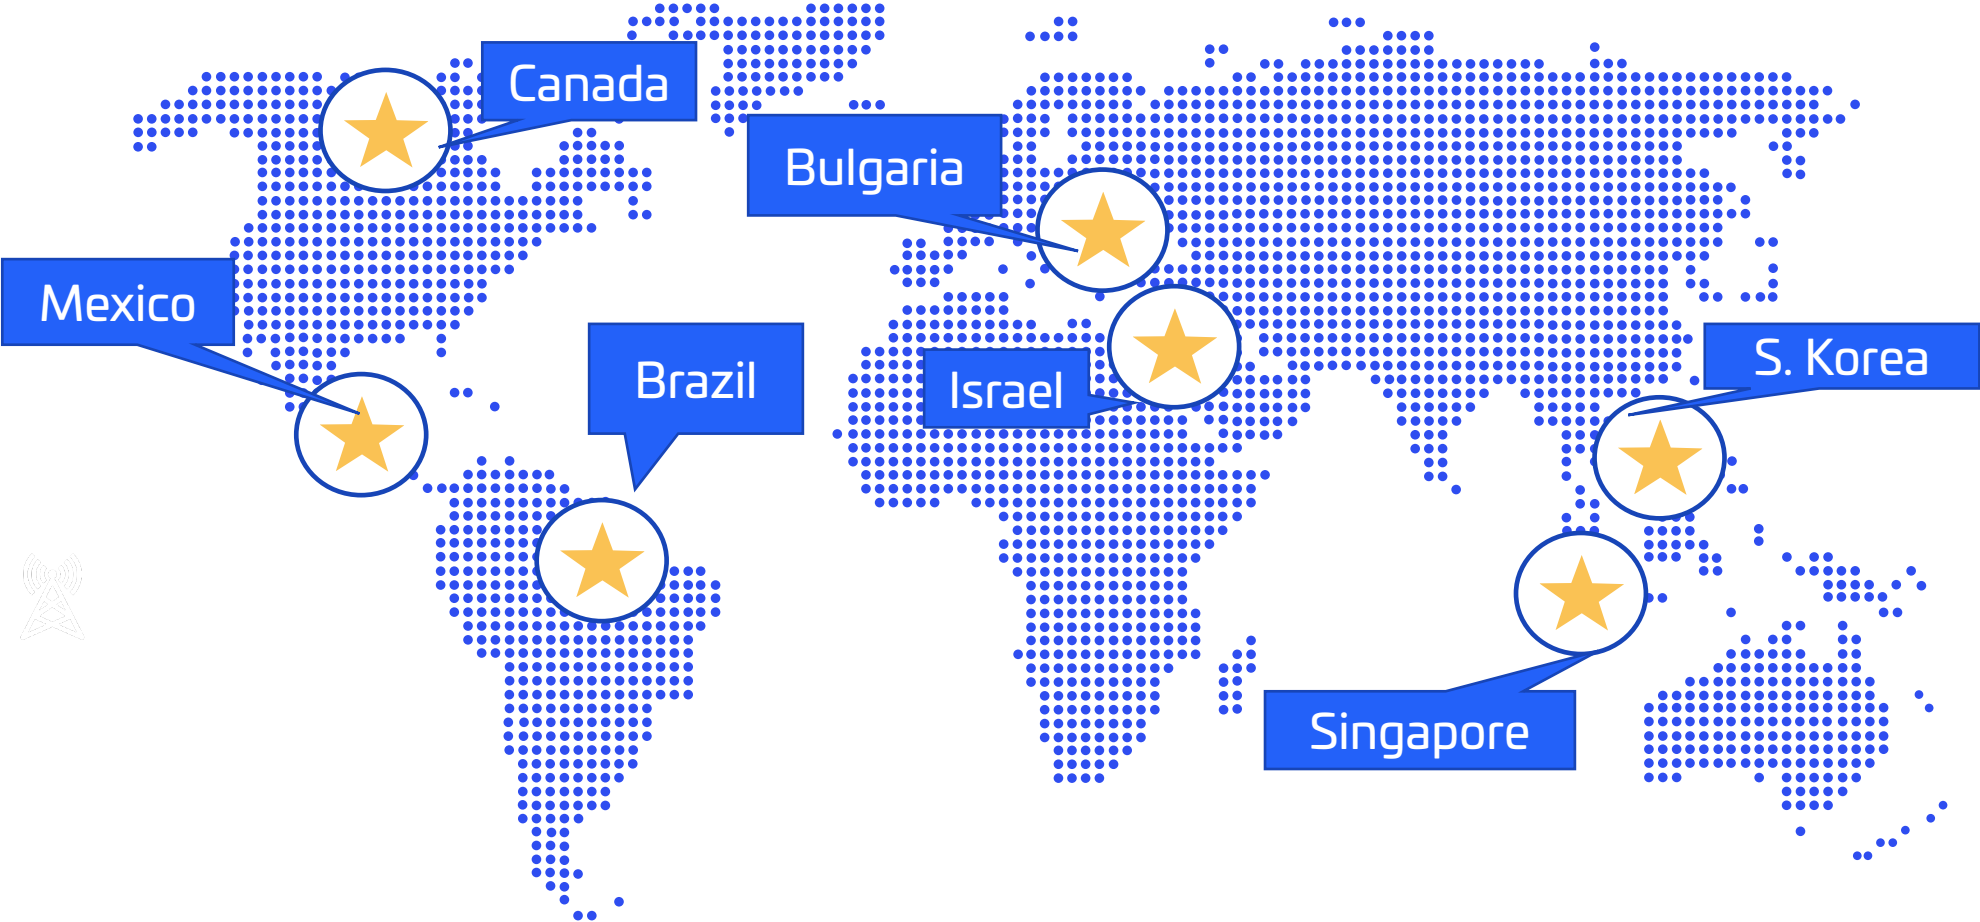 Canada
Bulgaria
Mexico
Brazil
Israel
S. Korea
Singapore